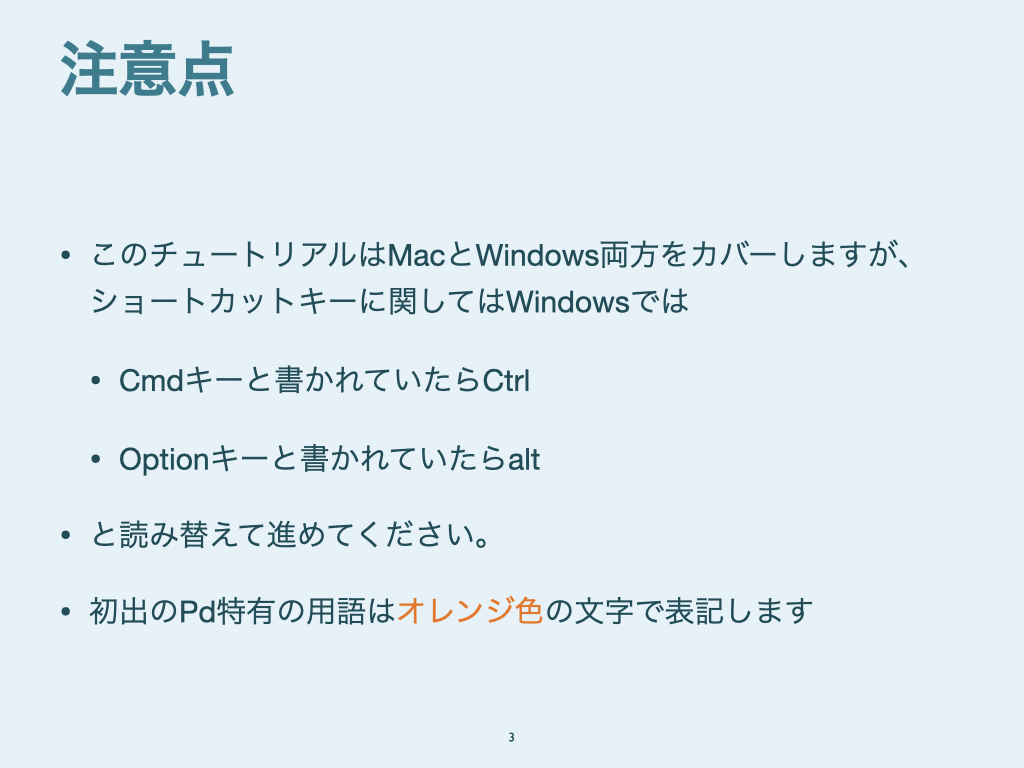 注意点
• このチュートリアルはMacとWindows両方をカバーしますが、
ショートカットキーに関してはWindowsでは
• Cmdキーと書かれていたらCtrl
• Optionキーと書かれていたらalt
• と読み替えて進めてください。
• 初出のPd特有の用語はオレンジ色の文字で表記します
3